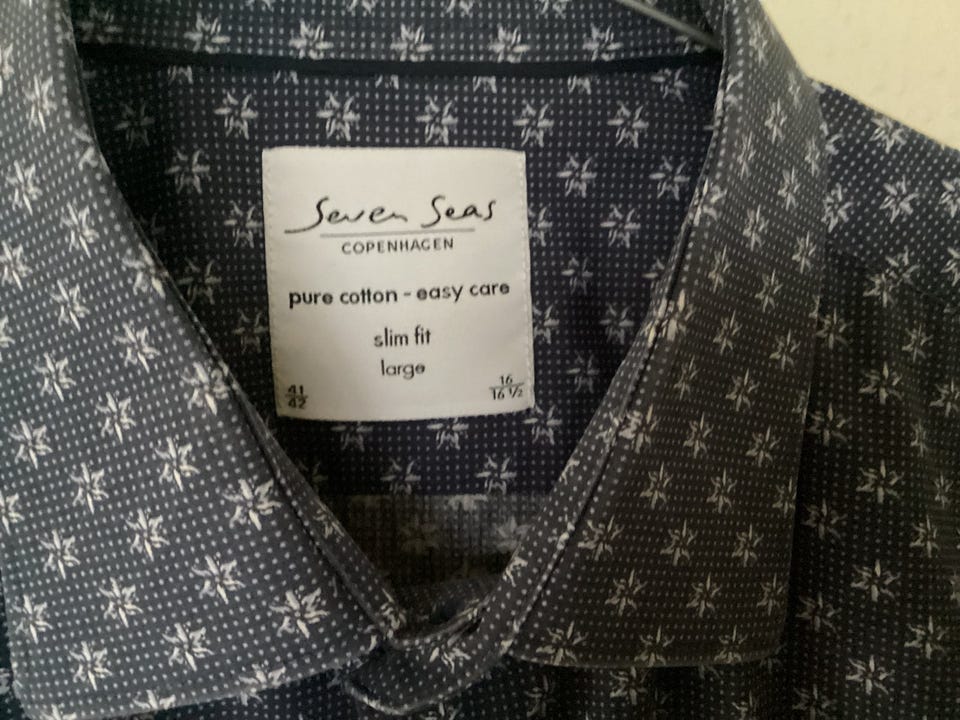 Seven Seas
COPENHAGEN
pure cotton - easy care
slim fit
large
41
42
16
16 1/2